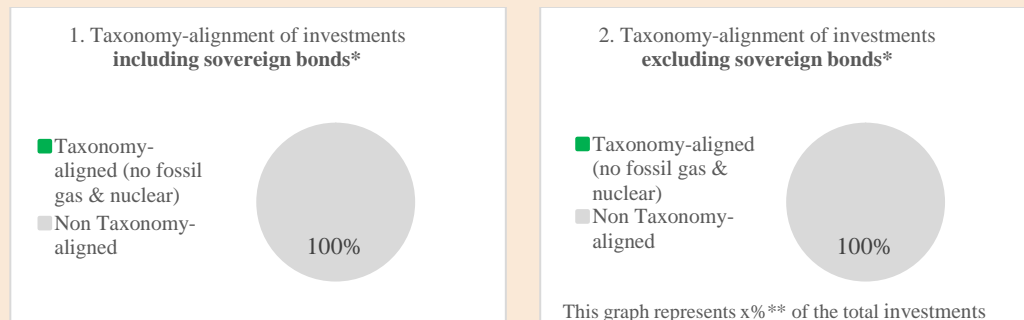 1. Taxonomy-alignment of investments
including sovereign bonds*
Taxonomy-
aligned (no fossil
gas & nuclear)
Non Taxonomy-
aligned
100%
2. Taxonomy-alignment of investments
excluding sovereign bonds*
Taxonomy-aligned
(no fossil gas &
nuclear)
Non Taxonomy-
aligned
100%
This graph represents x%** of the total investments